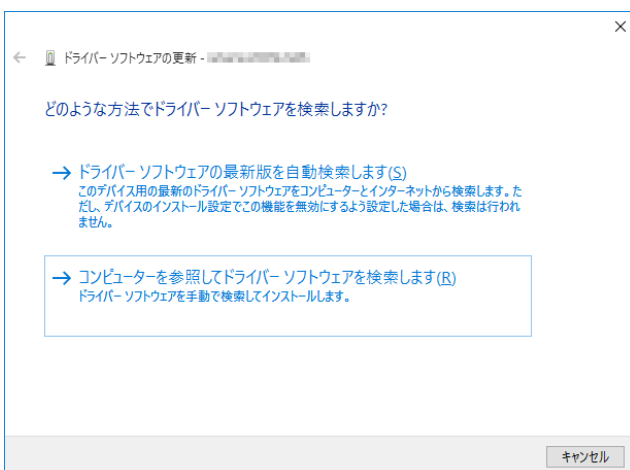 ドライバー ソフトウェアの更新 -
どのような方法でドライバー ソフトウェアを検索しますか?
ドライバー ソフトウェアの最新版を自動検索します(S)
このデバイス用の最新のドライバー ソフトウェアをコンピューターとインターネットから検索します。た
だし、デバイスのインストール設定でこの機能を無効にするよう設定した場合は、検索は行われ
ません。
コンピューターを参照してドライバー ソフトウェアを検索します(R)
ドライバー ソフトウェアを手動で検索してインストールします。
キャンセル